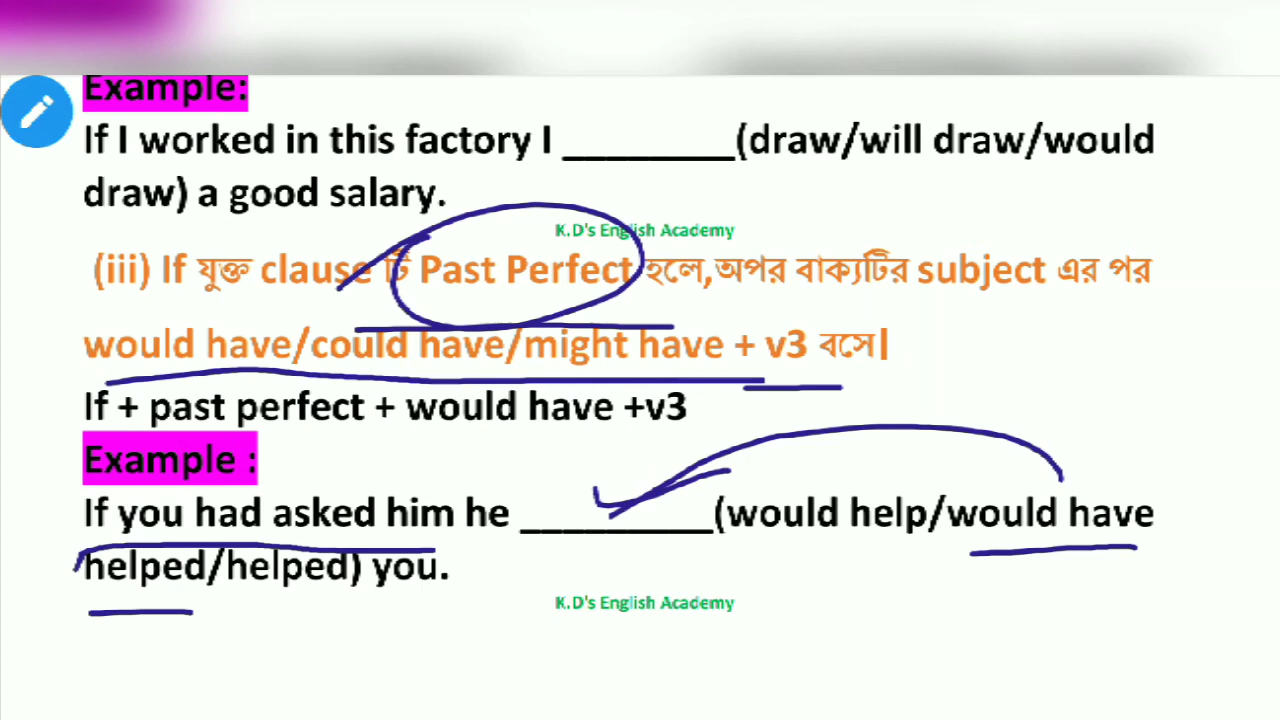 Example:
If I worked in this factory I ________(draw/will draw/would
draw) a good salary.
K.D's English Academy
(iii) If যুক্ত clause টি Past Perfect হলে,অপর বাক্যটির subject এর পর
would have/could have/might have + v3 বসে।
If + past perfect + would have +v3
Example :
If you had asked him he _________(would help/would have
helped/helped) you.
K.D's English Academy